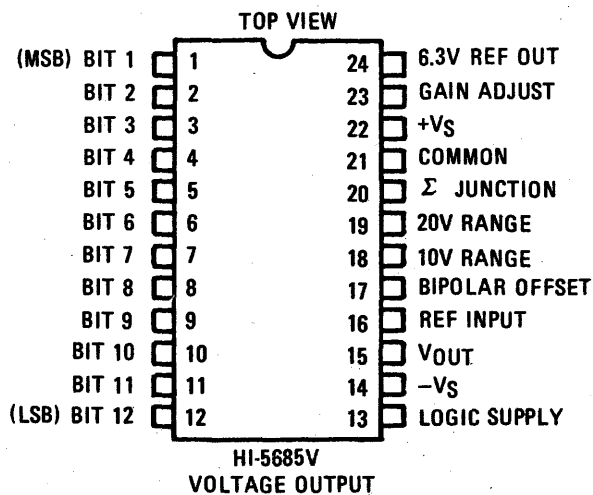 TOP VIEW
(MSB) BIT 1 1 24 6.3V REF OUT
BIT 2 2 23 GAIN ADJUST
BIT 3 3 22 +VS
BIT 4 4 21 COMMON
BIT 5 5 20 Σ JUNCTION
BIT 6 6 19 20V RANGE
BIT 7 7 18 10V RANGE
BIT 8 8 17 BIPOLAR OFFSET
BIT 9 9 16 REF INPUT
BIT 10 10 15 VOUT
BIT 11 11 14 –VS
(LSB) BIT 12 12 13 LOGIC SUPPLY
HI-5685V
VOLTAGE OUTPUT